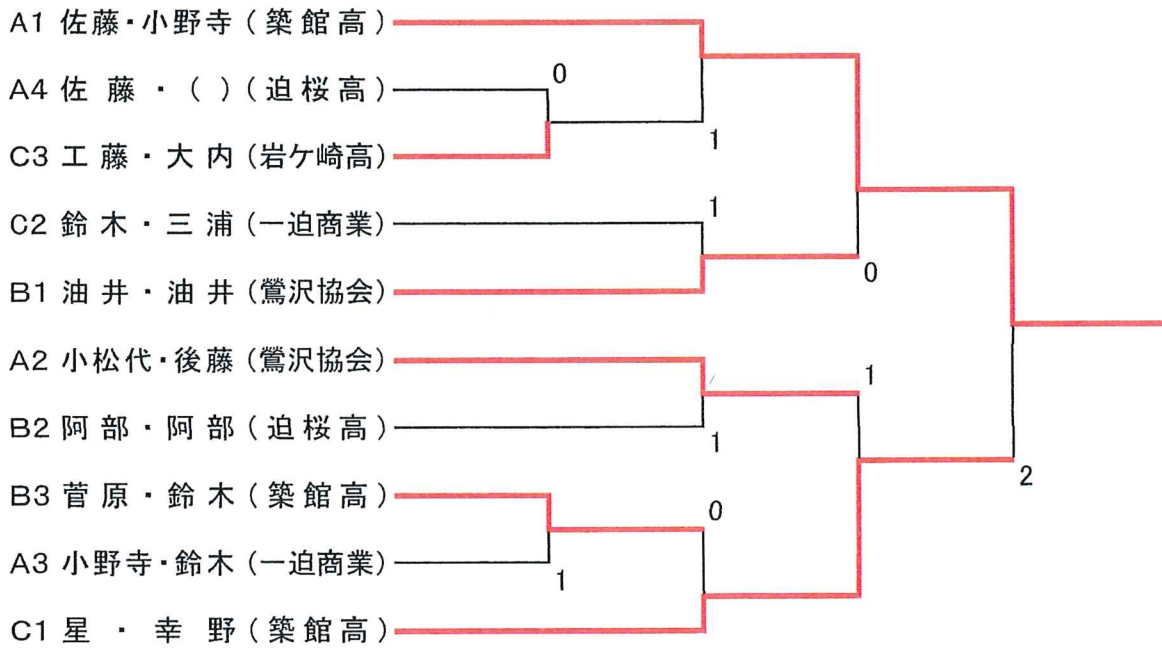 A1 佐藤・小野寺 (築館高)
0
A4 佐藤・( ) (迫桜高)
1
C3 工藤・大内 (岩ケ崎高)
1
C2 鈴木・三浦 (一迫商業)
0
B1 油井・油井 (鶯沢協会)
A2 小松代・後藤 (鶯沢協会)
1
B2 阿部・阿部 (迫桜高)
1
2
B3 菅原・鈴木 (築館高)
0
A3 小野寺・鈴木 (一迫商業)
1
C1 星・幸野 (築館高)